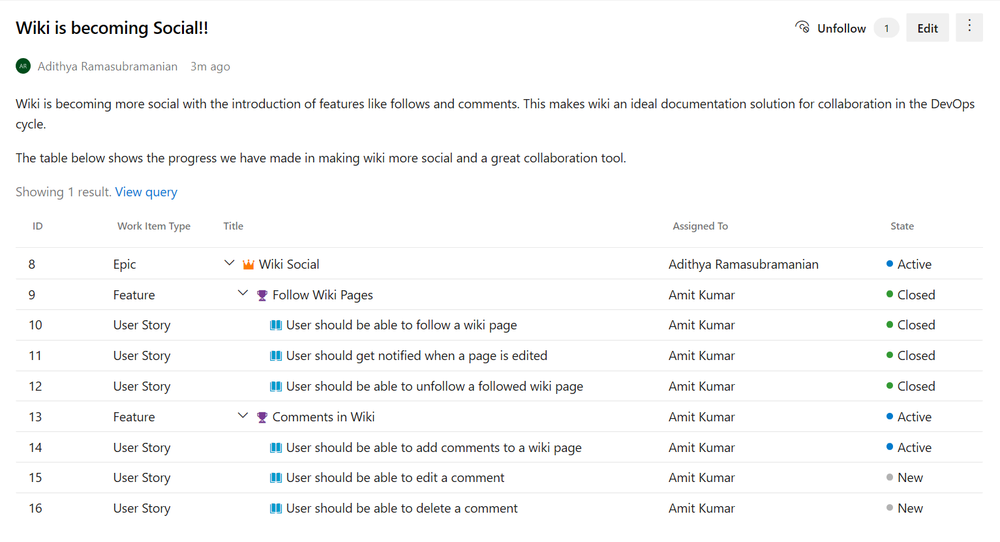 Wiki is becoming Social!!
Unfollow 1 Edit
AR Adithya Ramasubramanian 3m ago
Wiki is becoming more social with the introduction of features like follows and comments. This makes wiki an ideal documentation solution for collaboration in the DevOps
cycle.
The table below shows the progress we have made in making wiki more social and a great collaboration tool.
Showing 1 result. View query
ID Work Item Type Title Assigned To State
8 Epic Wiki Social Adithya Ramasubramanian Active
9 Feature Follow Wiki Pages Amit Kumar Closed
10 User Story User should be able to follow a wiki page Amit Kumar Closed
11 User Story User should get notified when a page is edited Amit Kumar Closed
12 User Story User should be able to unfollow a followed wiki page Amit Kumar Closed
13 Feature Comments in Wiki Amit Kumar Active
14 User Story User should be able to add comments to a wiki page Amit Kumar Active
15 User Story User should be able to edit a comment Amit Kumar New
16 User Story User should be able to delete a comment Amit Kumar New